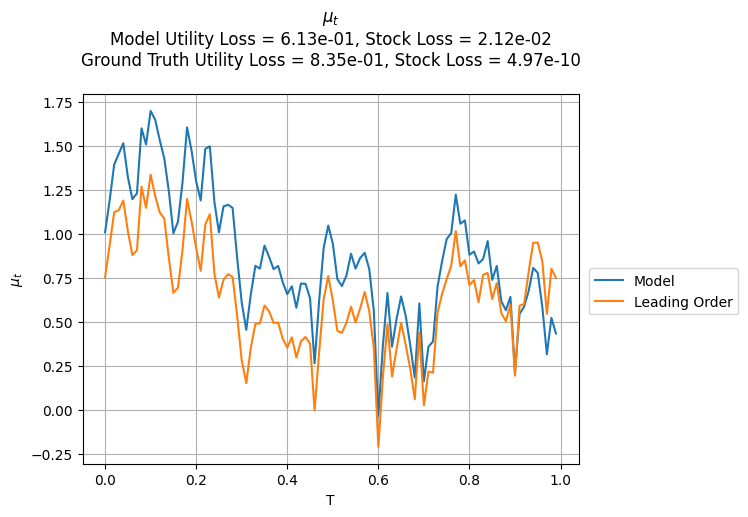 μₜ
Model Utility Loss = 6.13e-01, Stock Loss = 2.12e-02
Ground Truth Utility Loss = 8.35e-01, Stock Loss = 4.97e-10
1.75
1.50
1.25
1.00
0.75
0.50
0.25
0.00
−0.25
μₜ
0.0 0.2 0.4 0.6 0.8 1.0
T
Model
Leading Order